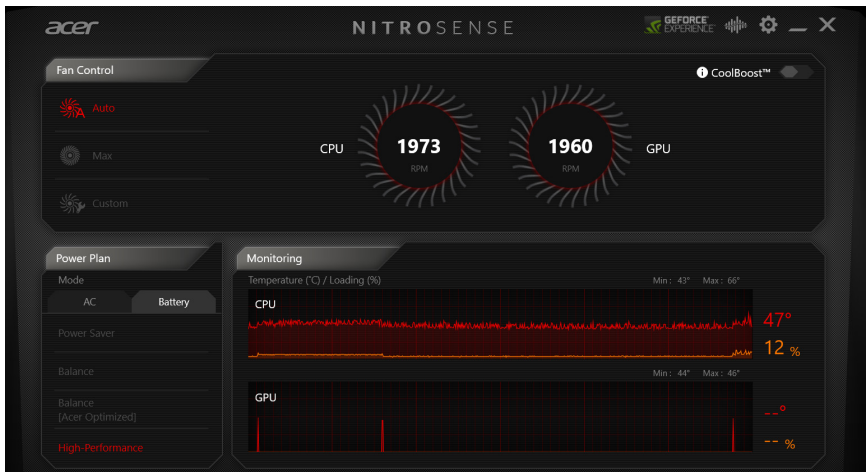 acer
NITROSENSE
GEFORCE
EXPERIENCE
Fan Control
CoolBoost™
Auto
Max
Custom
CPU
1973
RPM
1960
RPM
GPU
Power Plan
Mode
AC
Battery
Power Saver
Balance
Balance
[Acer Optimized]
High-Performance
Monitoring
Temperature (°C) / Loading (%)
Min : 43° Max : 66°
CPU
47°
12 %
Min : 44° Max : 46°
GPU
--°
-- %